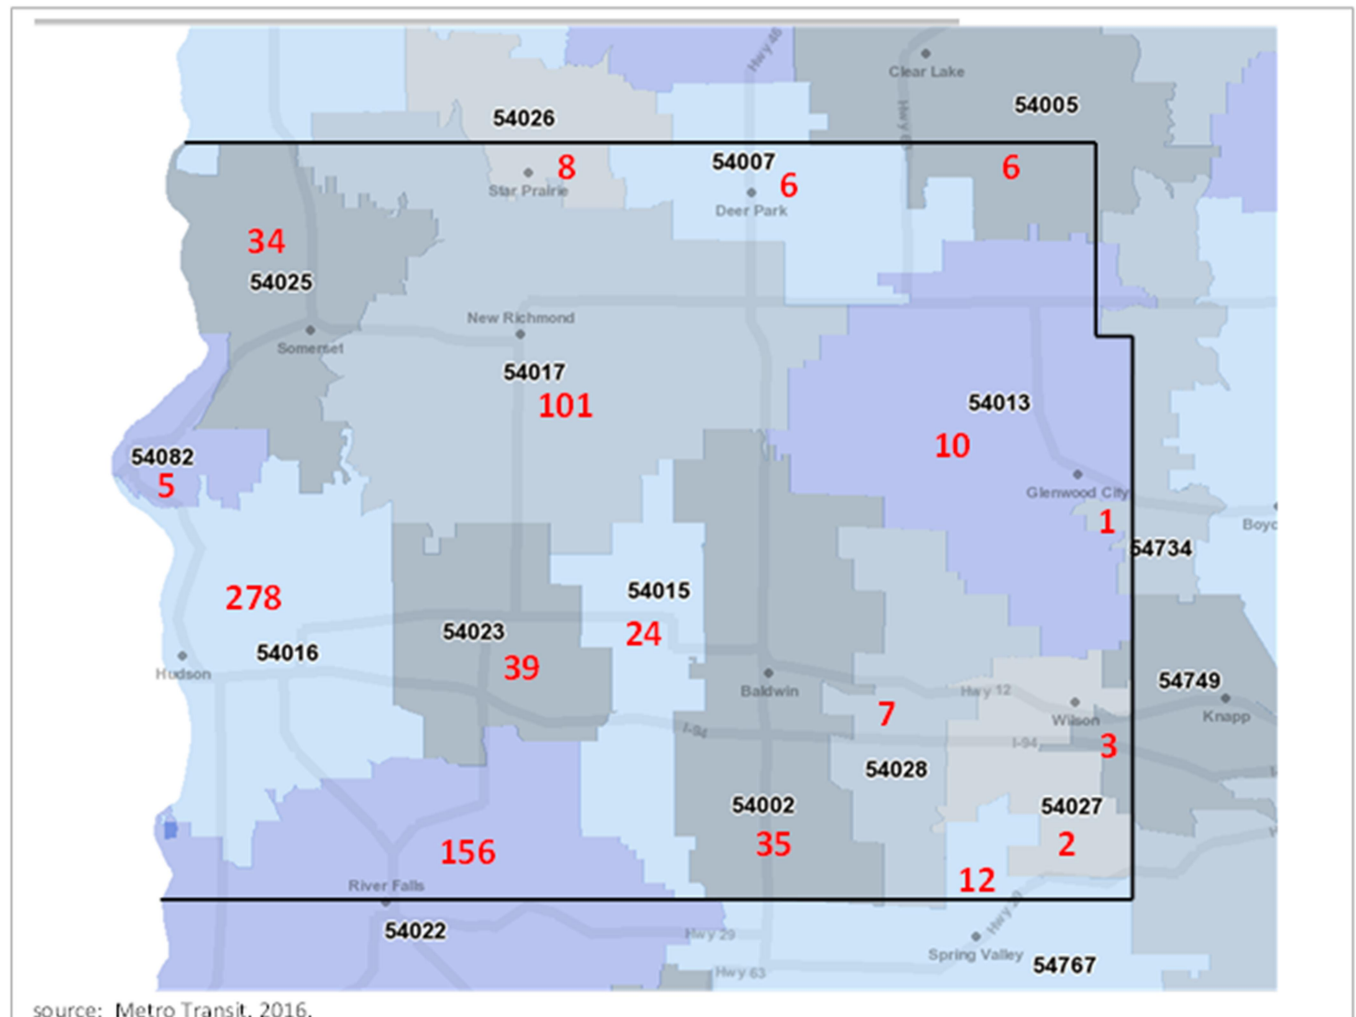 Hwy 46
Clear Lake
54005
54026
54007
8
6
6
Star Prairie
Deer Park
34
54025
New Richmond
Somerset
54017
101
54013
10
54082
5
Glenwood City
1
Boyc
54734
278
54015
54023
24
54016
39
Hudson
54749
Baldwin
Hwy 12
Knapp
7
Wilson
I-94
I-94
3
54028
54002
54027
35
2
156
12
River Falls
54022
Hwy 29
Spring Valley
54767
Hwy 63
source: Metro Transit, 2016.